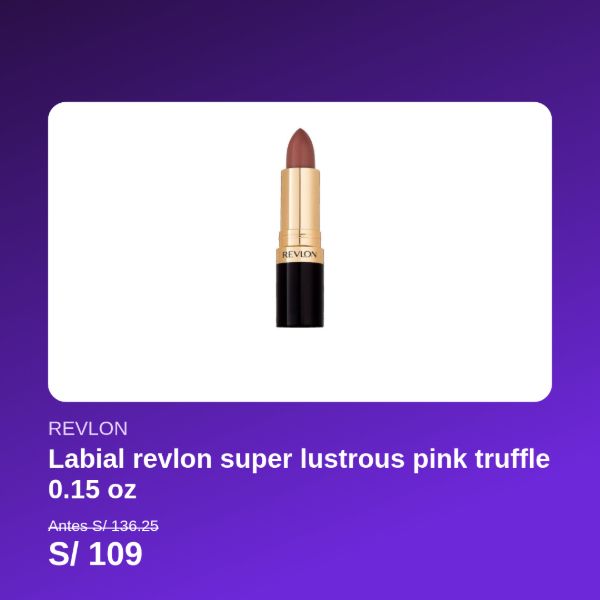 REVLON
REVLON
Labial revlon super lustrous pink truffle
0.15 oz
Antes S/ 136.25
S/ 109